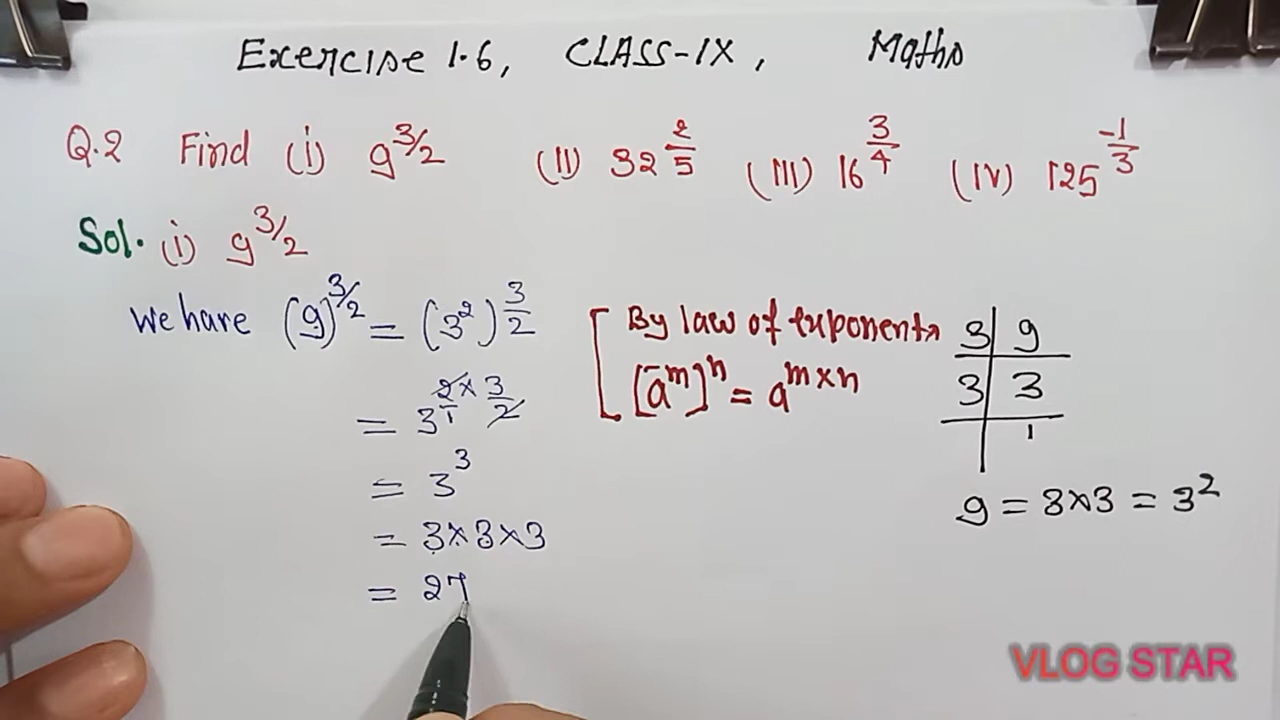 Exercise 1.6, CLASS-IX, Maths
Q.2 Find (i) 9^3/2 (II) 32^2/5 (III) 16^3/4 (IV) 125^-1/3
Sol. (i) 9^3/2
We have (9)^3/2 = (3^2)^3/2
= 3^2/1 × 3/2
= 3^3
= 3×3×3
= 27
[ By law of exponents
[a^m]^n = a^m×n
3 | 9
3 | 3
| 1
9 = 3×3 = 3^2
VLOG STAR